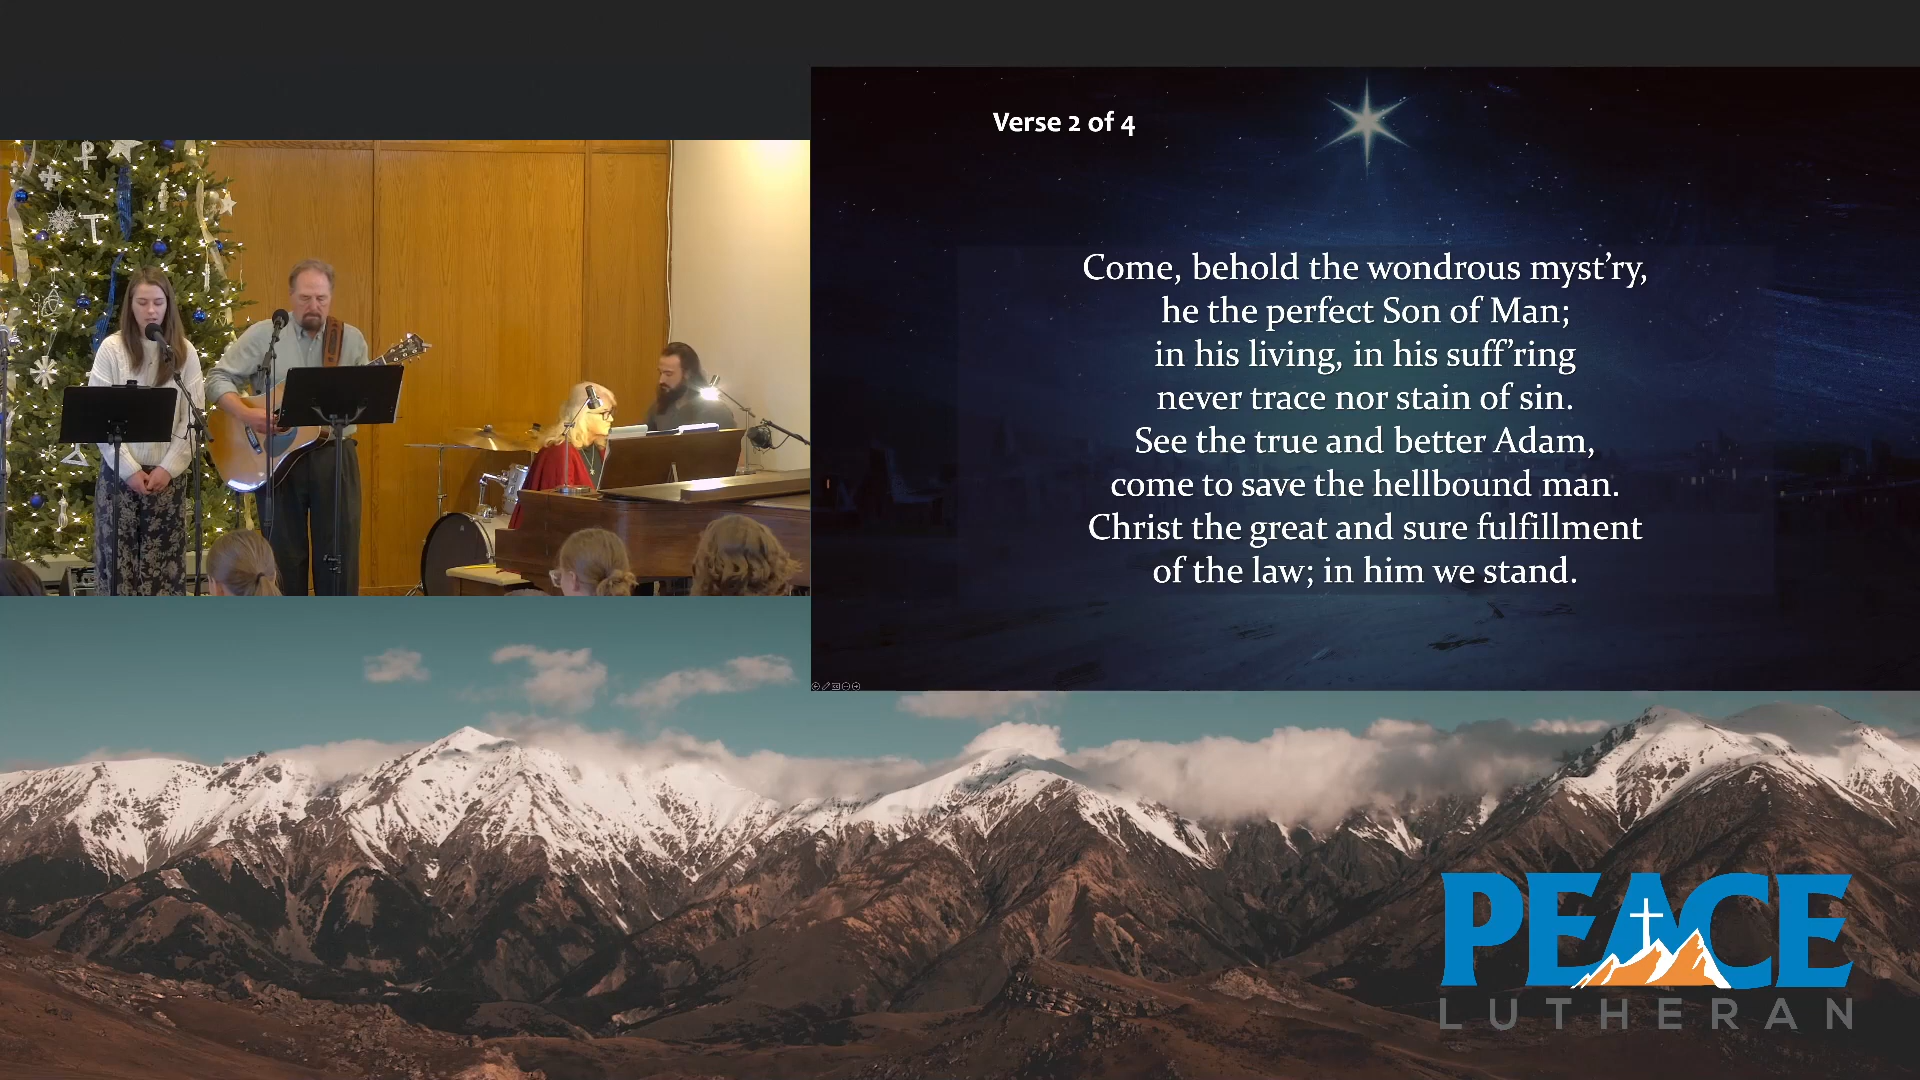 Verse 2 of 4
Come, behold the wondrous myst’ry,
he the perfect Son of Man;
in his living, in his suff’ring
never trace nor stain of sin.
See the true and better Adam,
come to save the hellbound man.
Christ the great and sure fulfillment
of the law; in him we stand.
PEACE
LUTHERAN